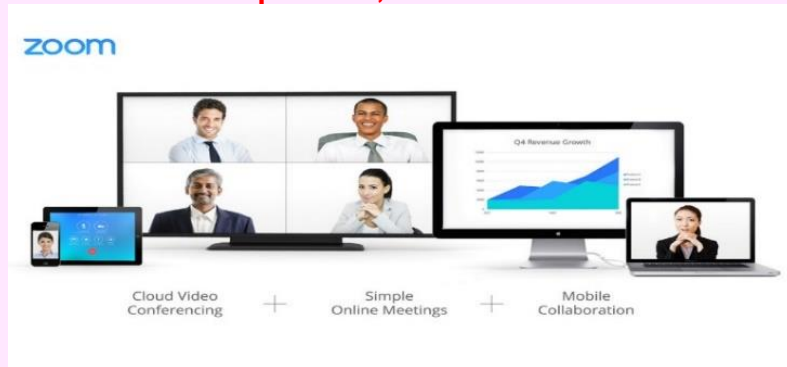 zoom
Q4 Revenue Growth
Cloud Video
Conferencing
+
Simple
Online Meetings
+
Mobile
Collaboration